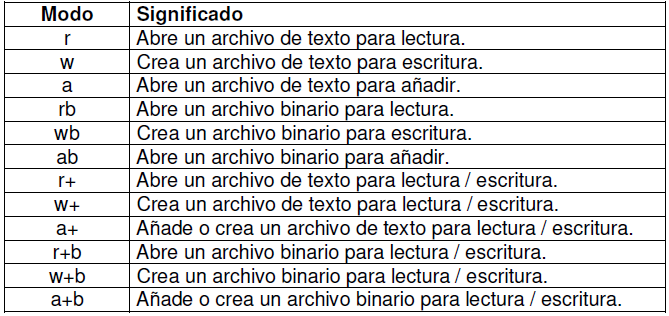 Modo Significado
r Abre un archivo de texto para lectura.
w Crea un archivo de texto para escritura.
a Abre un archivo de texto para añadir.
rb Abre un archivo binario para lectura.
wb Crea un archivo binario para escritura.
ab Abre un archivo binario para añadir.
r+ Abre un archivo de texto para lectura / escritura.
w+ Crea un archivo de texto para lectura / escritura.
a+ Añade o crea un archivo de texto para lectura / escritura.
r+b Abre un archivo binario para lectura / escritura.
w+b Crea un archivo binario para lectura / escritura.
a+b Añade o crea un archivo binario para lectura / escritura.